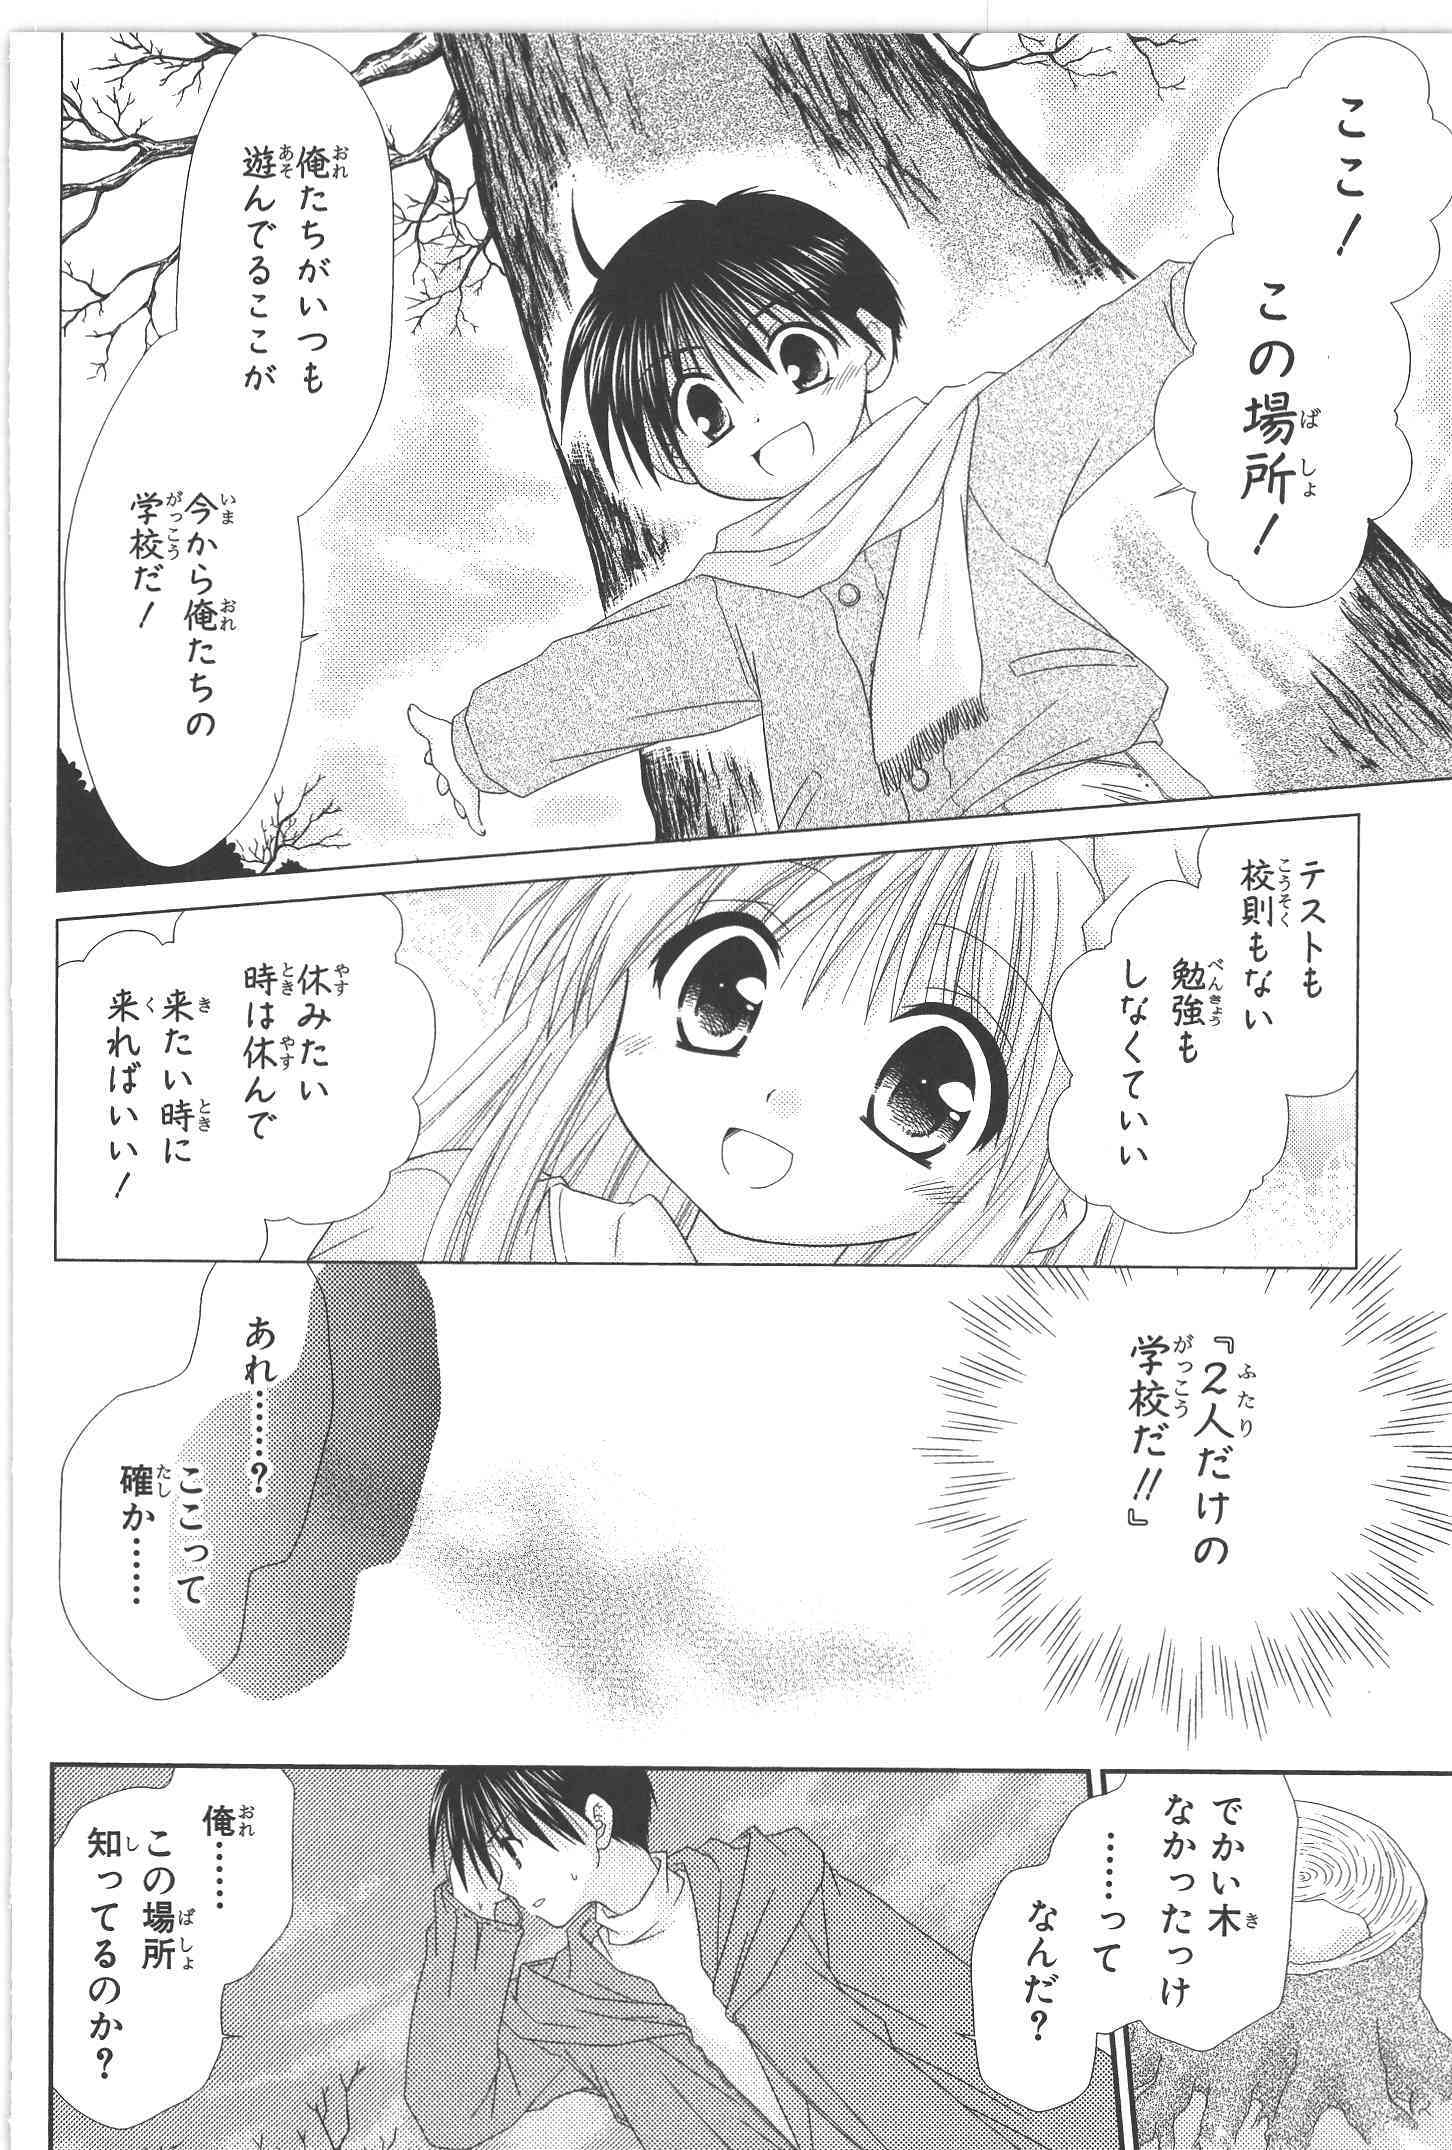 ここ！
この場所！
俺たちがいつも
遊んでるここが
今から俺たちの
学校だ！
テストも
校則もない
勉強も
しなくていい
休みたい
時は休んで
来たい時に
来ればいい！
『２人だけの
学校だ!!』
あれ………？
ここって
確か………
でかい木
なかったっけ
………って
なんだ？
俺………
この場所
知ってるのか？